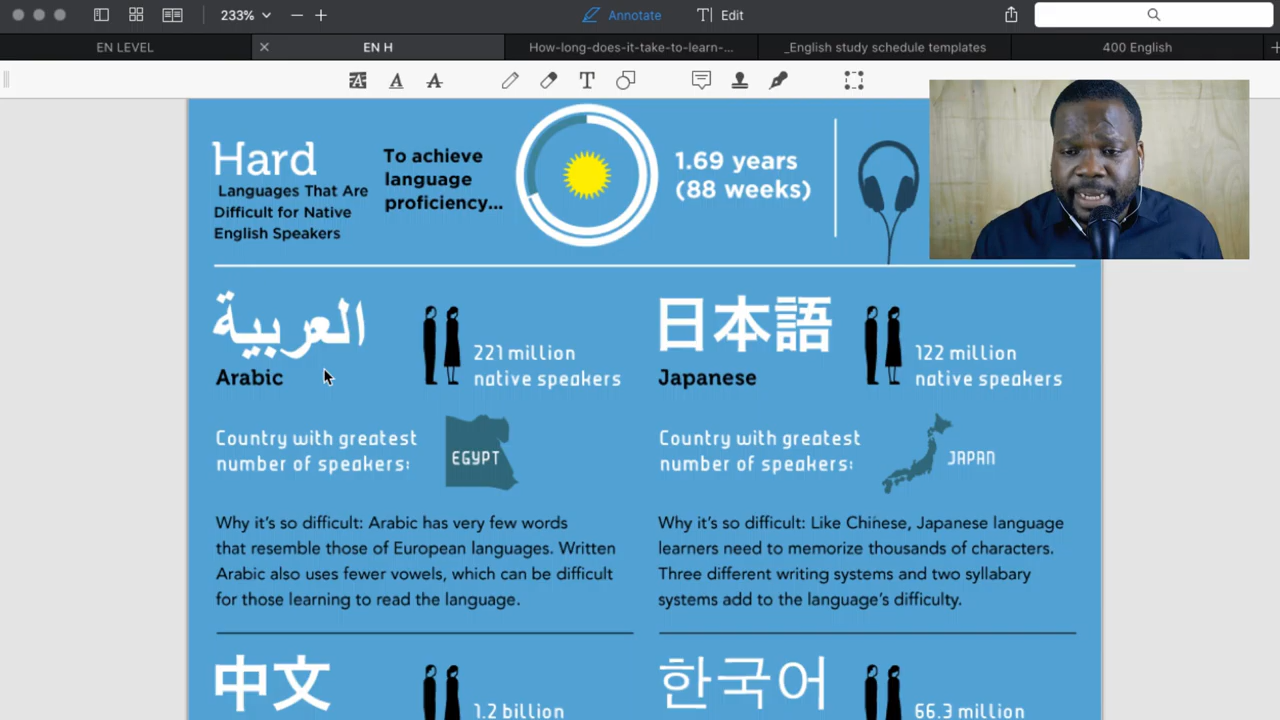 233%
Annotate
Edit
EN LEVEL
EN H
How-long-does-it-take-to-learn-...
_English study schedule templates
400 English
Hard
Languages That Are
Difficult for Native
English Speakers
To achieve
language
proficiency...
1.69 years
(88 weeks)
العربية
Arabic
221 million
native speakers
Country with greatest
number of speakers:
EGYPT
Why it's so difficult: Arabic has very few words
that resemble those of European languages. Written
Arabic also uses fewer vowels, which can be difficult
for those learning to read the language.
日本語
Japanese
122 million
native speakers
Country with greatest
number of speakers:
JAPAN
Why it's so difficult: Like Chinese, Japanese language
learners need to memorize thousands of characters.
Three different writing systems and two syllabary
systems add to the language's difficulty.
中文
1.2 billion
한국어
66.3 million